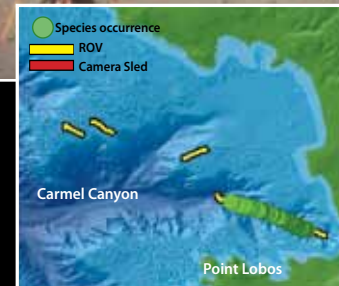 Species occurrence
ROV
Camera Sled
Carmel Canyon
Point Lobos